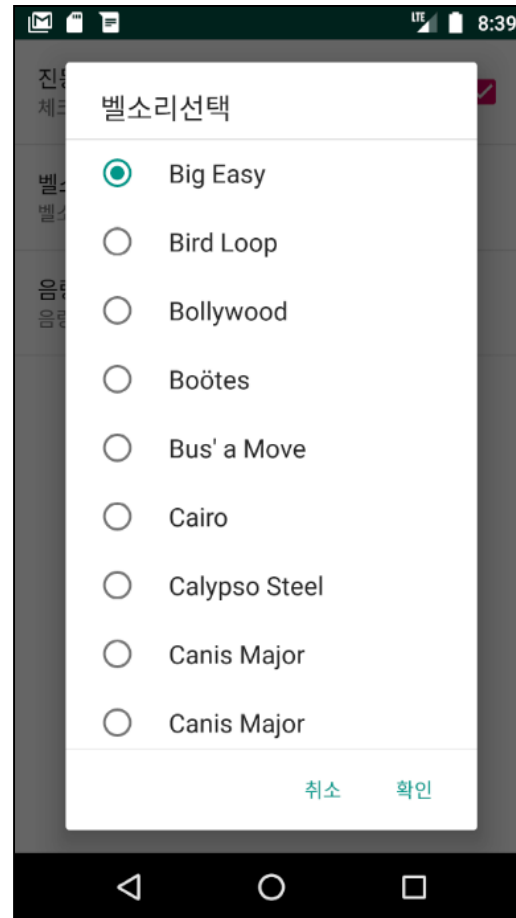 LTE 8:39
벨소리선택
Big Easy
Bird Loop
Bollywood
Boötes
Bus' a Move
Cairo
Calypso Steel
Canis Major
Canis Major
취소 확인